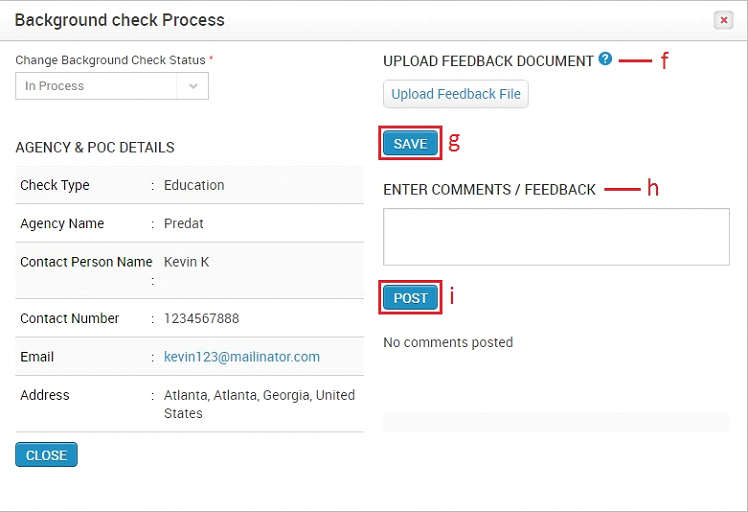 Background check Process
Change Background Check Status *
In Process
AGENCY & POC DETAILS
Check Type : Education
Agency Name : Predat
Contact Person Name : Kevin K
Contact Number : 1234567888
Email : kevin123@mailinator.com
Address : Atlanta, Atlanta, Georgia, United
States
CLOSE
UPLOAD FEEDBACK DOCUMENT ? f
Upload Feedback File
SAVE g
ENTER COMMENTS / FEEDBACK h
POST i
No comments posted